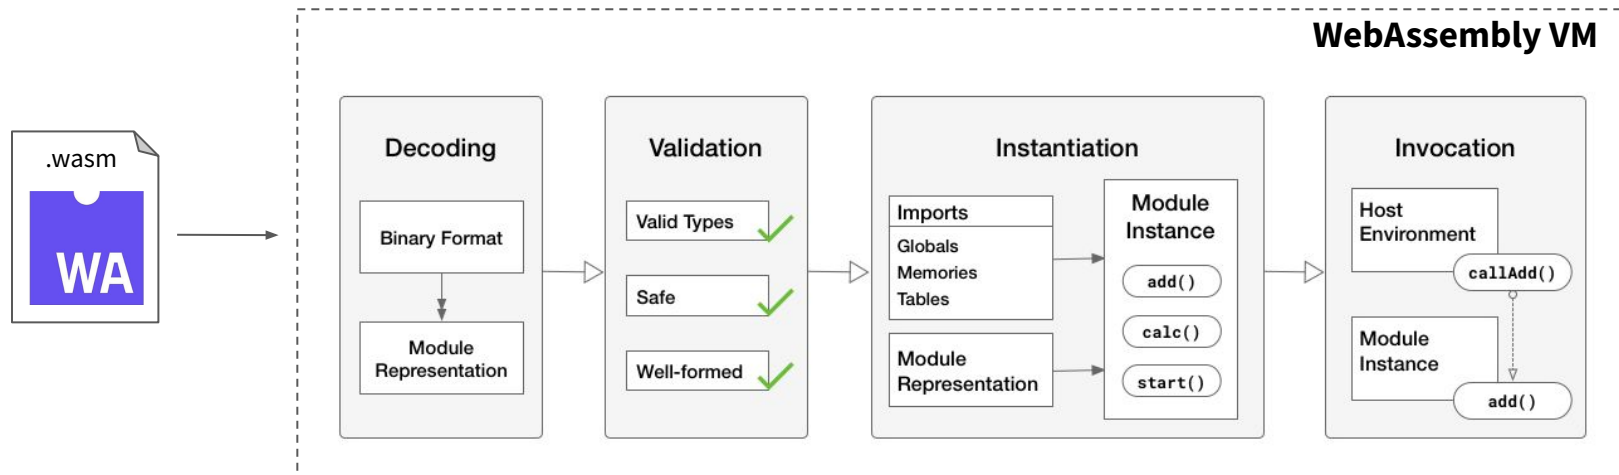 WebAssembly VM
.wasm
WA
Decoding
Binary Format
Module
Representation
Validation
Valid Types
Safe
Well-formed
Instantiation
Imports
Globals
Memories
Tables
Module
Representation
Module
Instance
add()
calc()
start()
Invocation
Host
Environment
callAdd()
Module
Instance
add()